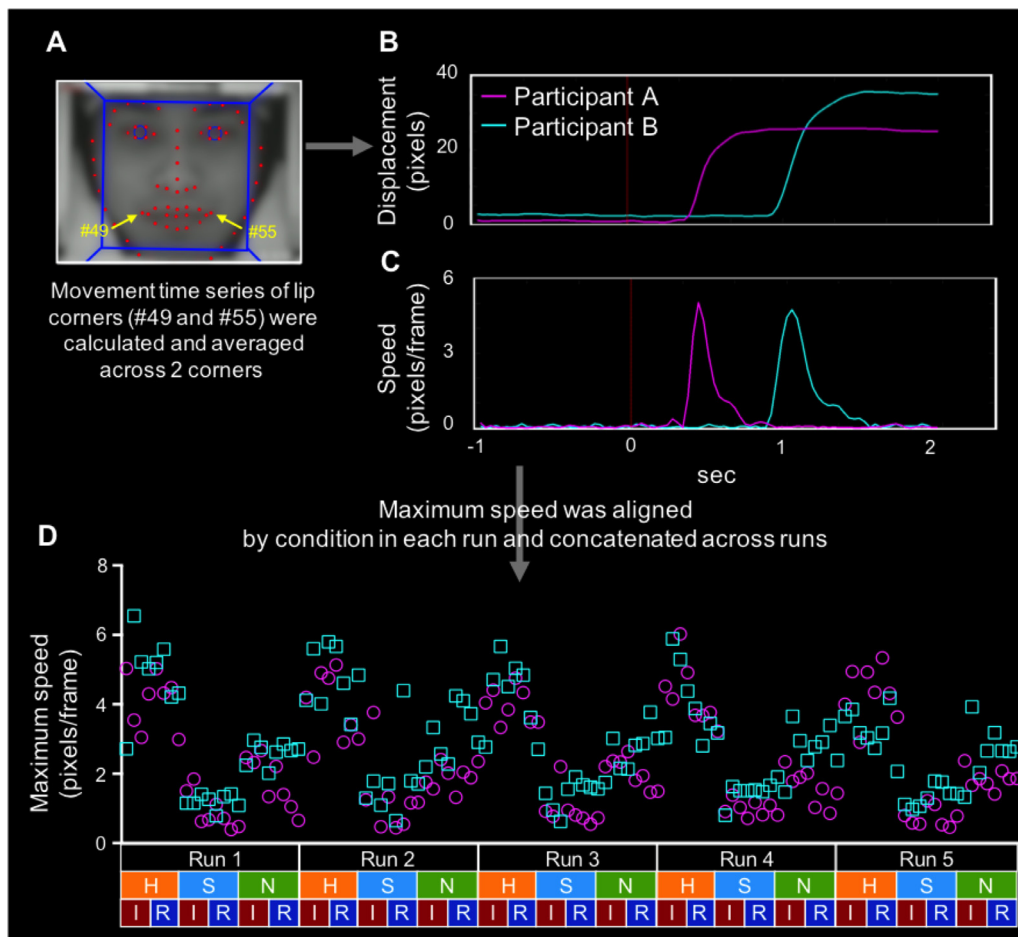 A
#49
#55
Movement time series of lip
corners (#49 and #55) were
calculated and averaged
across 2 corners
B
Displacement
(pixels)
40
20
0
Participant A
Participant B
C
Speed
(pixels/frame)
6
3
0
-1 0 1 2
sec
Maximum speed was aligned
by condition in each run and concatenated across runs
D
Maximum speed
(pixels/frame)
8
6
4
2
0
Run 1 Run 2 Run 3 Run 4 Run 5
H S N H S N H S N H S N H S N
I R I R I R I R I R I R I R I R I R I R I R I R I R I R I R